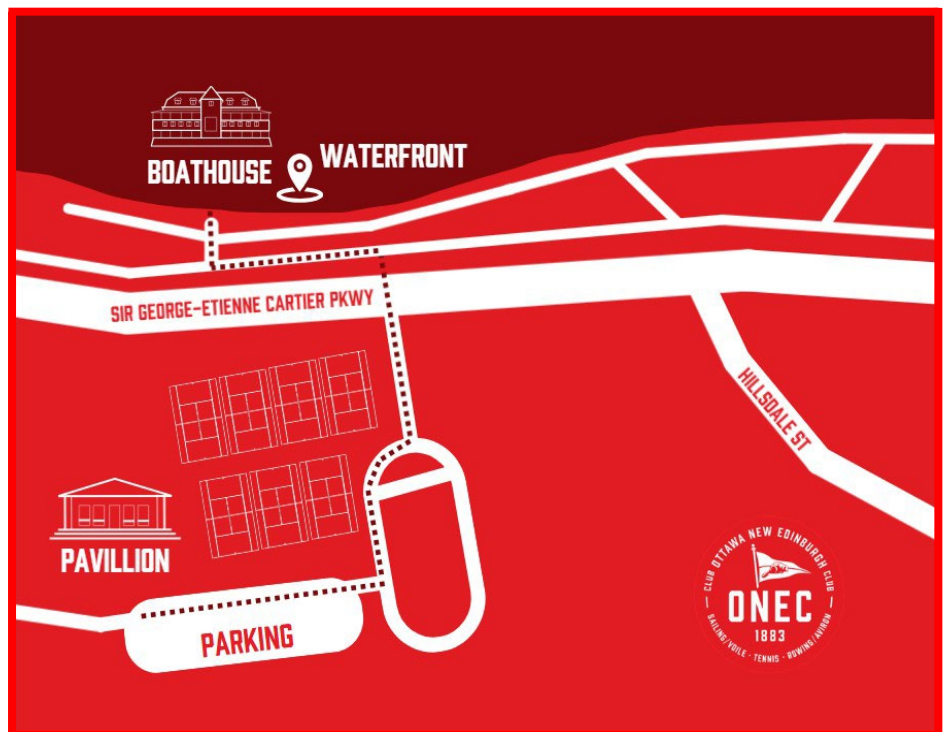 BOATHOUSE
WATERFRONT
SIR GEORGE-ETIENNE CARTIER PKWY
HILLSDALE ST
PAVILLION
PARKING
CLUB OTTAWA NEW EDINBURGH CLUB
ONEC
1883
SAILING/VOILE - TENNIS - ROWING/AVIRON